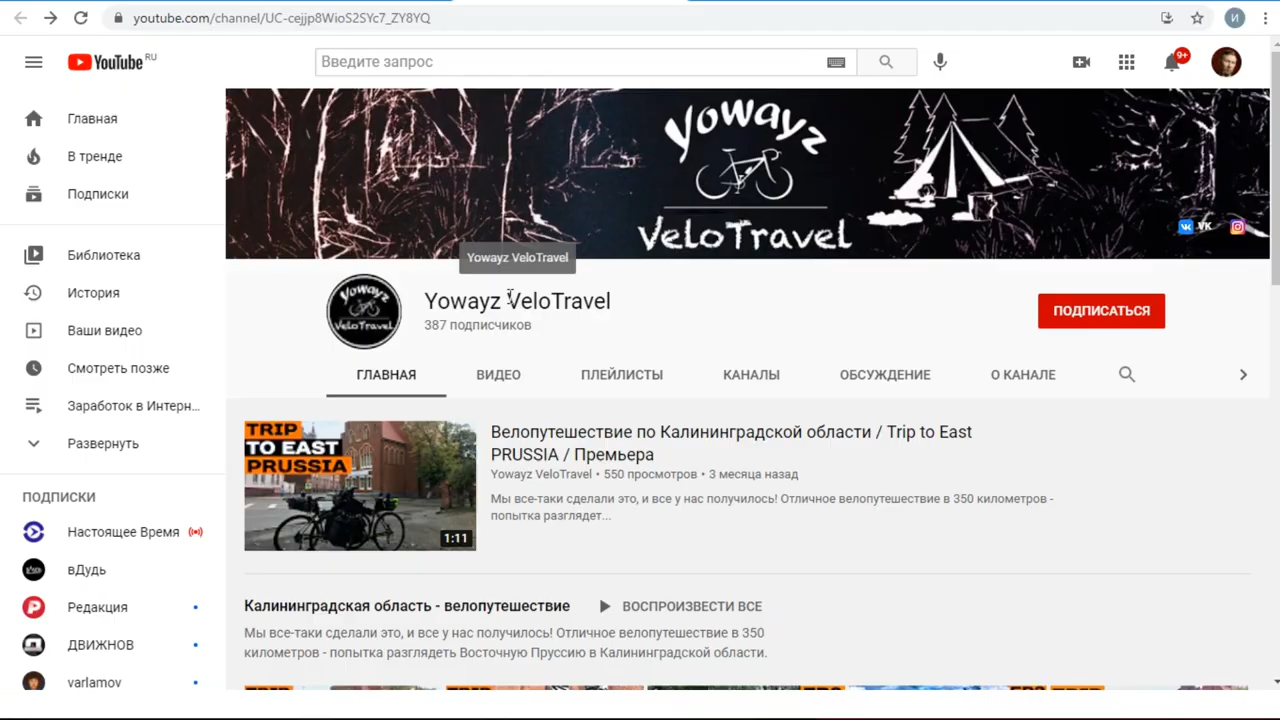 youtube.com/channel/UC-cejjp8WioS2SYc7_ZY8YQ
И
YouTube RU
Введите запрос
9+
Главная
В тренде
Подписки
Библиотека
История
Ваши видео
Смотреть позже
Заработок в Интерн...
Развернуть
ПОДПИСКИ
Настоящее Время
вДудь
Редакция
ДВИЖНОВ
varlamov
Yowayz
VeloTravel
VK
Yowayz VeloTravel
Yowayz
VeloTravel
Yowayz VeloTravel
387 подписчиков
ПОДПИСАТЬСЯ
ГЛАВНАЯ
ВИДЕО
ПЛЕЙЛИСТЫ
КАНАЛЫ
ОБСУЖДЕНИЕ
О КАНАЛЕ
TRIP
TO EAST
PRUSSIA
1:11
Велопутешествие по Калининградской области / Trip to East
PRUSSIA / Премьера
Yowayz VeloTravel • 550 просмотров • 3 месяца назад
Мы все-таки сделали это, и все у нас получилось! Отличное велопутешествие в 350 километров -
попытка разглядет...
Калининградская область - велопутешествие
ВОСПРОИЗВЕСТИ ВСЕ
Мы все-таки сделали это, и все у нас получилось! Отличное велопутешествие в 350
километров - попытка разглядеть Восточную Пруссию в Калининградской области.